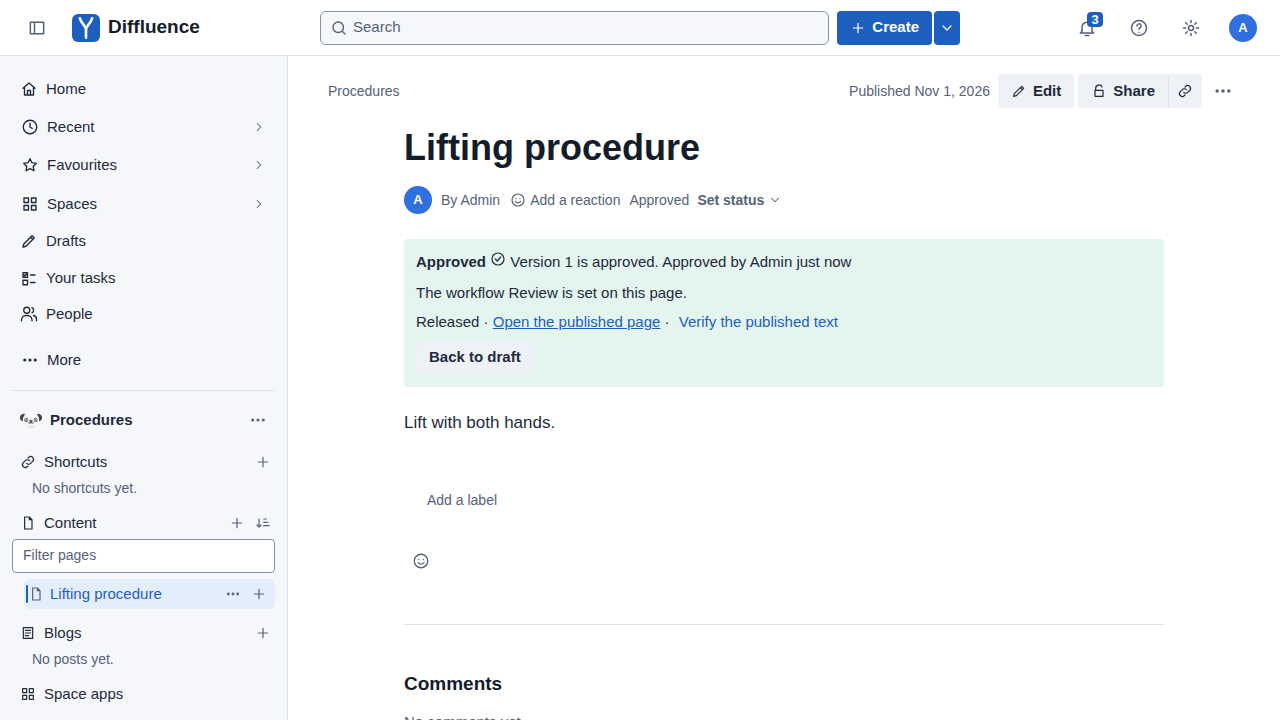 Diffluence
Search
Create
3
A
Home
Recent
Favourites
Spaces
Drafts
Your tasks
People
More
Procedures
Shortcuts
No shortcuts yet.
Content
Filter pages
Lifting procedure
Blogs
No posts yet.
Space apps
Procedures
Published Nov 1, 2026
Edit
Share
Lifting procedure
A By Admin Add a reaction Approved Set status
Approved Version 1 is approved. Approved by Admin just now
The workflow Review is set on this page.
Released · Open the published page · Verify the published text
Back to draft
Lift with both hands.
Add a label
Comments
No comments yet